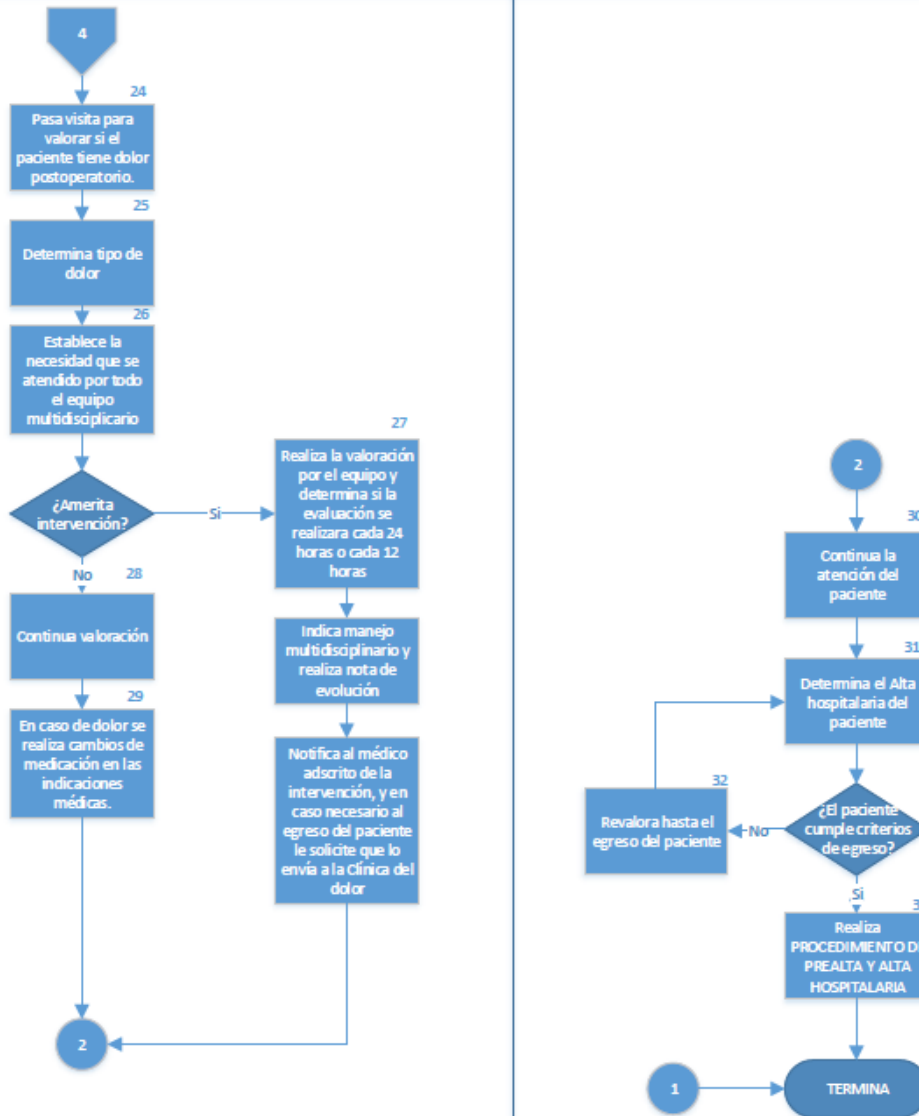 4
24
Pasa visita para
valorar si el
paciente tiene dolor
postoperatorio.
25
Determina tipo de
dolor
26
Establece la
necesidad que se
atendido por todo
el equipo
multidisciplicario
¿Amerita
intervención?
Si
No
27
Realiza la valoración
por el equipo y
determina si la
evaluación se
realizara cada 24
horas o cada 12
horas
Indica manejo
multidisciplinario y
realiza nota de
evolución
Notifica al médico
adscrito de la
intervención, y en
caso necesario al
egreso del paciente
le solicite que lo
envía a la Clínica del
dolor
28
Continua valoración
29
En caso de dolor se
realiza cambios de
medicación en las
indicaciones
médicas.
2
2
30
Continua la
atención del
paciente
31
Determina el Alta
hospitalaria del
paciente
32
Revalora hasta el
egreso del paciente
¿El paciente
cumple criterios
de egreso?
No
Si
3
Realiza
PROCEDIMIENTO DE
PREALTA Y ALTA
HOSPITALARIA
1
TERMINA